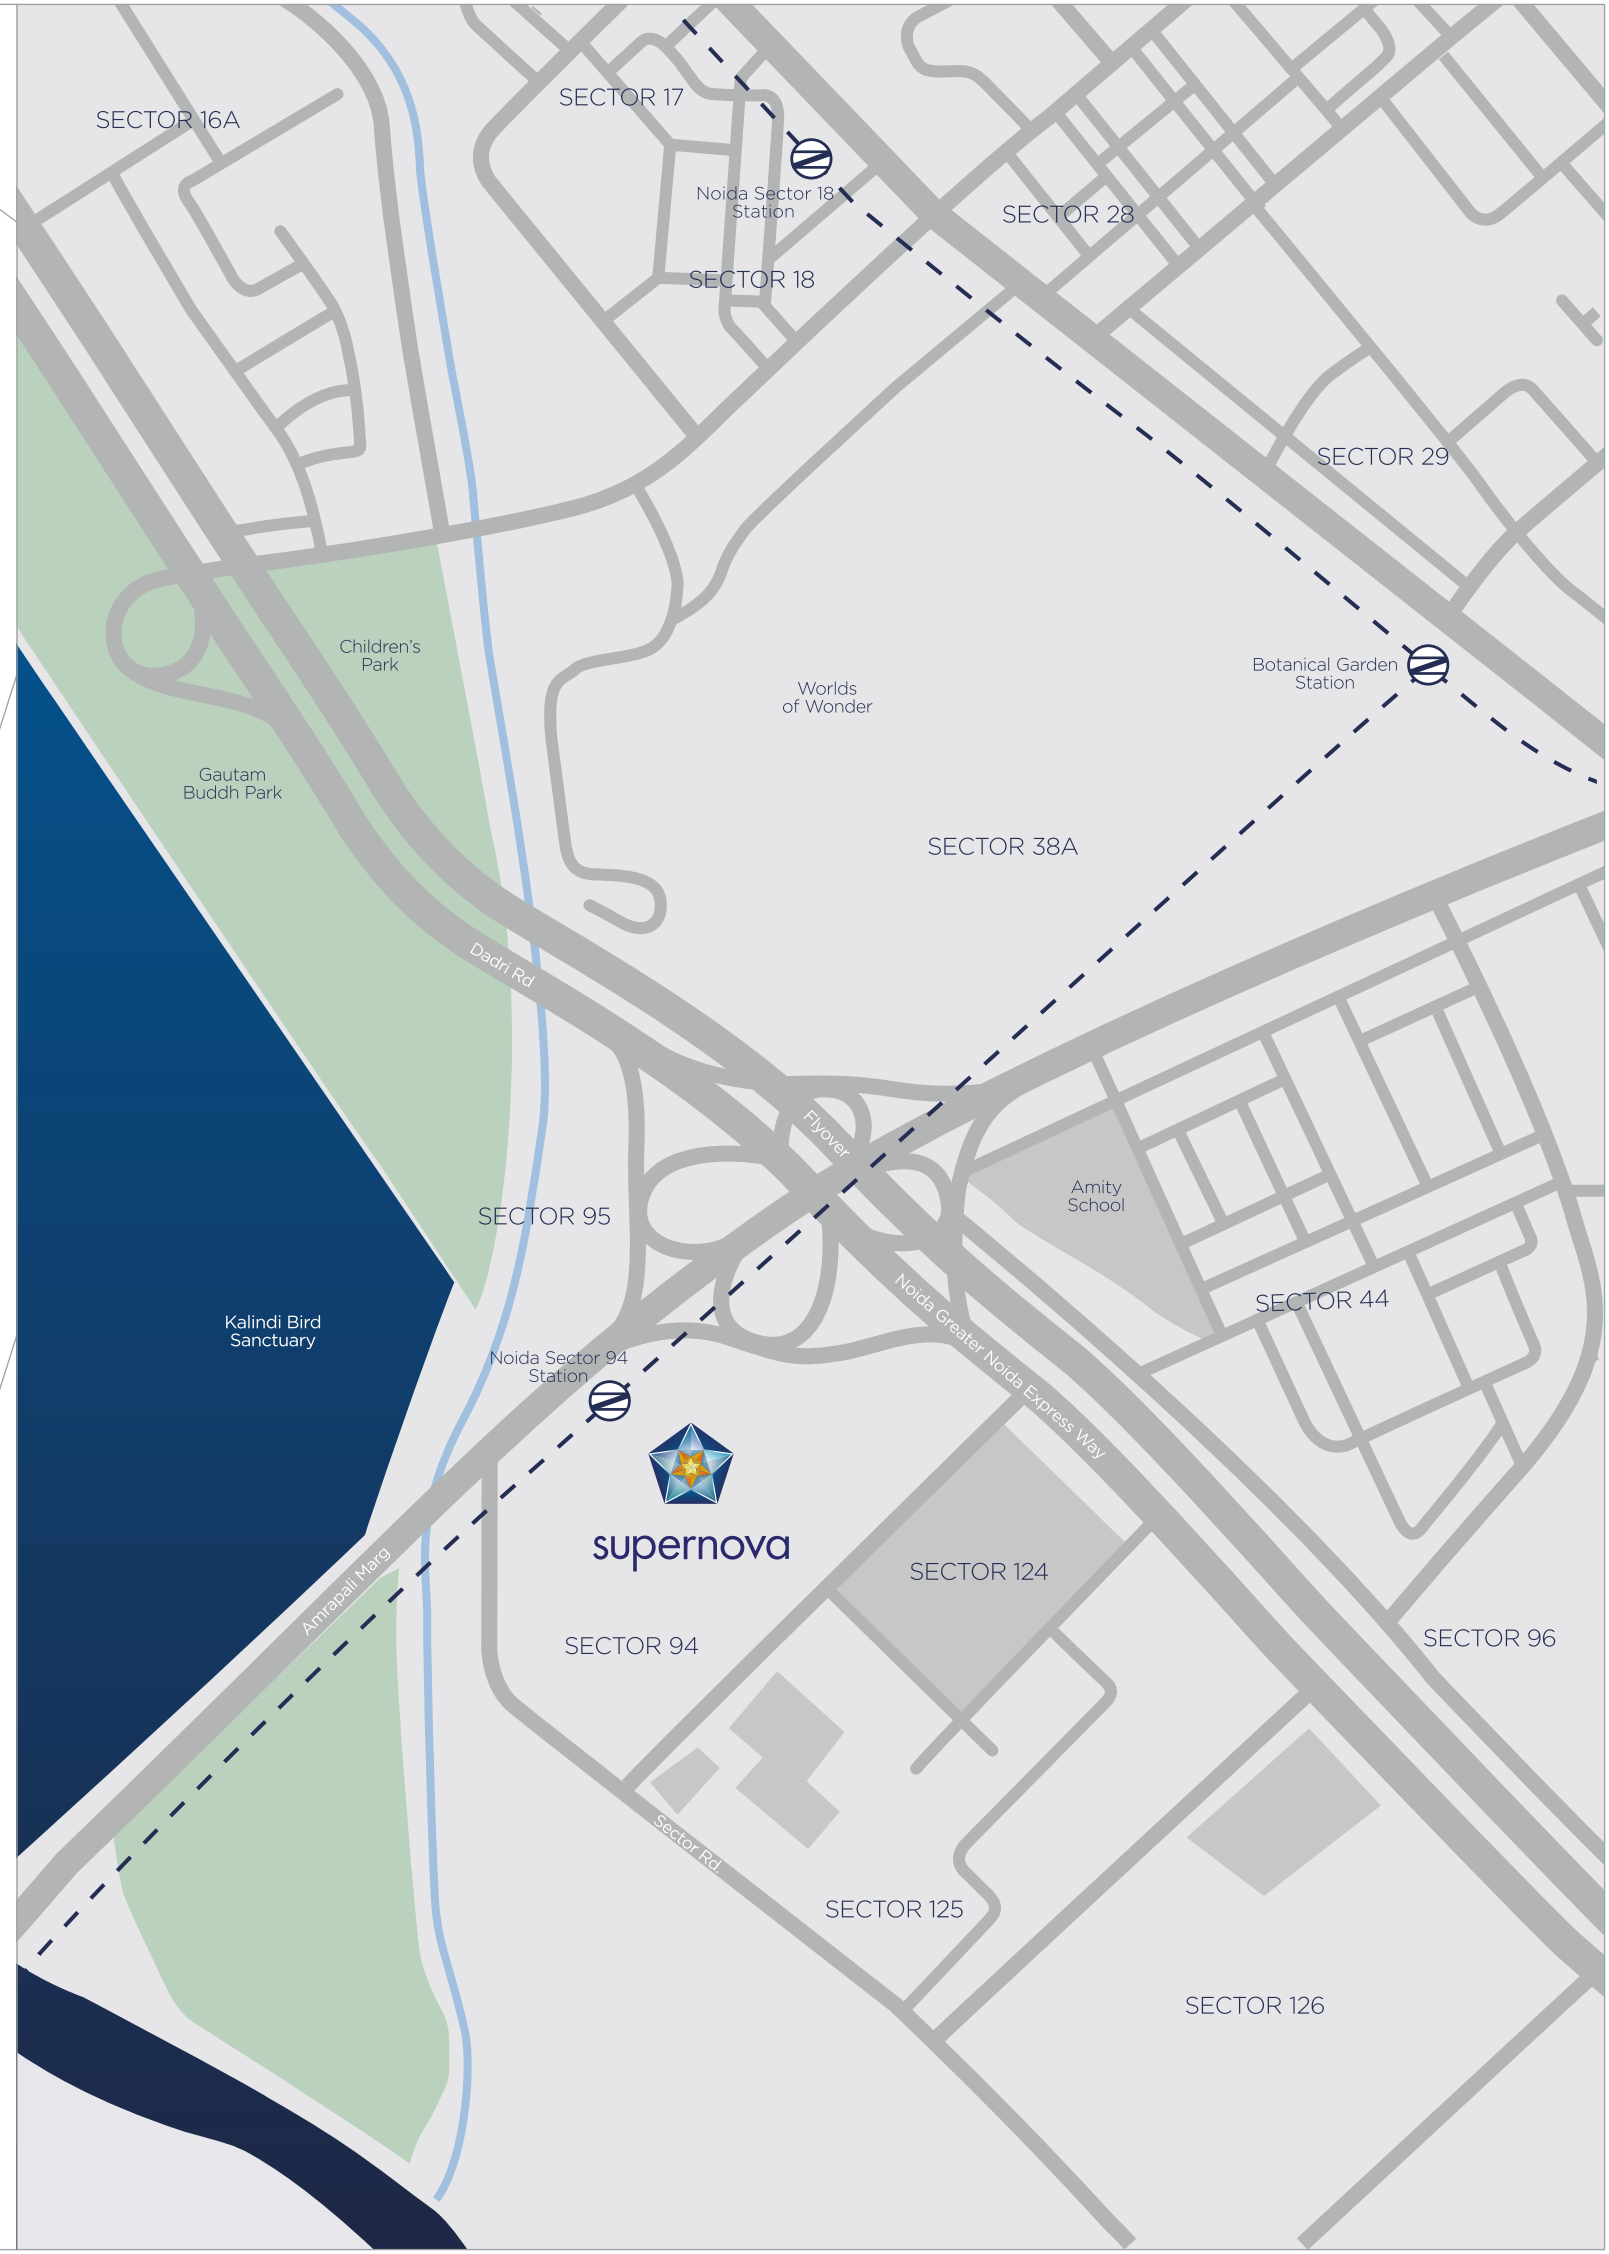 SECTOR 17
SECTOR 16A
Noida Sector 18
Station
SECTOR 28
SECTOR 18
SECTOR 29
Children's
Park
Botanical Garden
Station
Worlds
of Wonder
Gautam
Buddh Park
SECTOR 38A
Dadri Rd
Flyover
Amity
School
SECTOR 95
SECTOR 44
Kalindi Bird
Sanctuary
Noida Greater Noida Express Way
Noida Sector 94
Station
supernova
SECTOR 124
Amrapali Marg
SECTOR 94
SECTOR 96
Sector Rd.
SECTOR 125
SECTOR 126